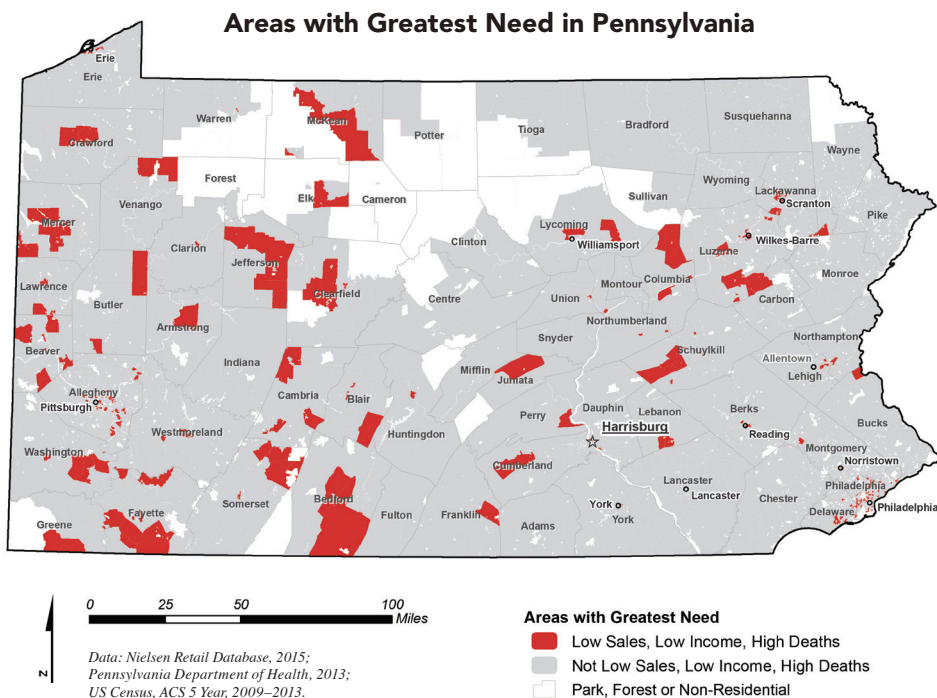 Areas with Greatest Need in Pennsylvania
Erie
Erie
Warren
McKean
Potter
Tioga
Bradford
Susquehanna
Wayne
Crawford
Forest
Elk
Cameron
Sullivan
Wyoming
Lackawanna
Scranton
Pike
Venango
Mercer
Clarion
Jefferson
Clinton
Lycoming
Williamsport
Luzerne
Wilkes-Barre
Monroe
Lawrence
Butler
Clearfield
Centre
Union
Montour
Columbia
Carbon
Armstrong
Northumberland
Northampton
Beaver
Indiana
Snyder
Schuylkill
Allentown
Lehigh
Mifflin
Juniata
Allegheny
Pittsburgh
Cambria
Blair
Perry
Dauphin
Lebanon
Berks
Bucks
Westmoreland
Huntingdon
Harrisburg
Reading
Montgomery
Norristown
Washington
Cumberland
Lancaster
Lancaster
Chester
Philadelphia
Philadelphia
Delaware
Somerset
Bedford
Fulton
Franklin
Adams
York
York
Greene
Fayette
0 25 50 100
Miles
N
Data: Nielsen Retail Database, 2015;
Pennsylvania Department of Health, 2013;
US Census, ACS 5 Year, 2009–2013.
Areas with Greatest Need
Low Sales, Low Income, High Deaths
Not Low Sales, Low Income, High Deaths
Park, Forest or Non-Residential